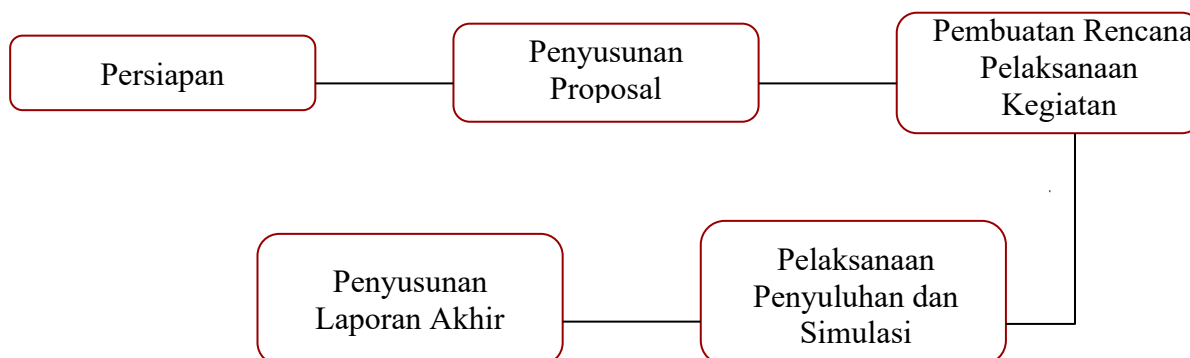 Persiapan
Penyusunan
Proposal
Pembuatan Rencana
Pelaksanaan
Kegiatan
Pelaksanaan
Penyuluhan dan
Simulasi
Penyusunan
Laporan Akhir